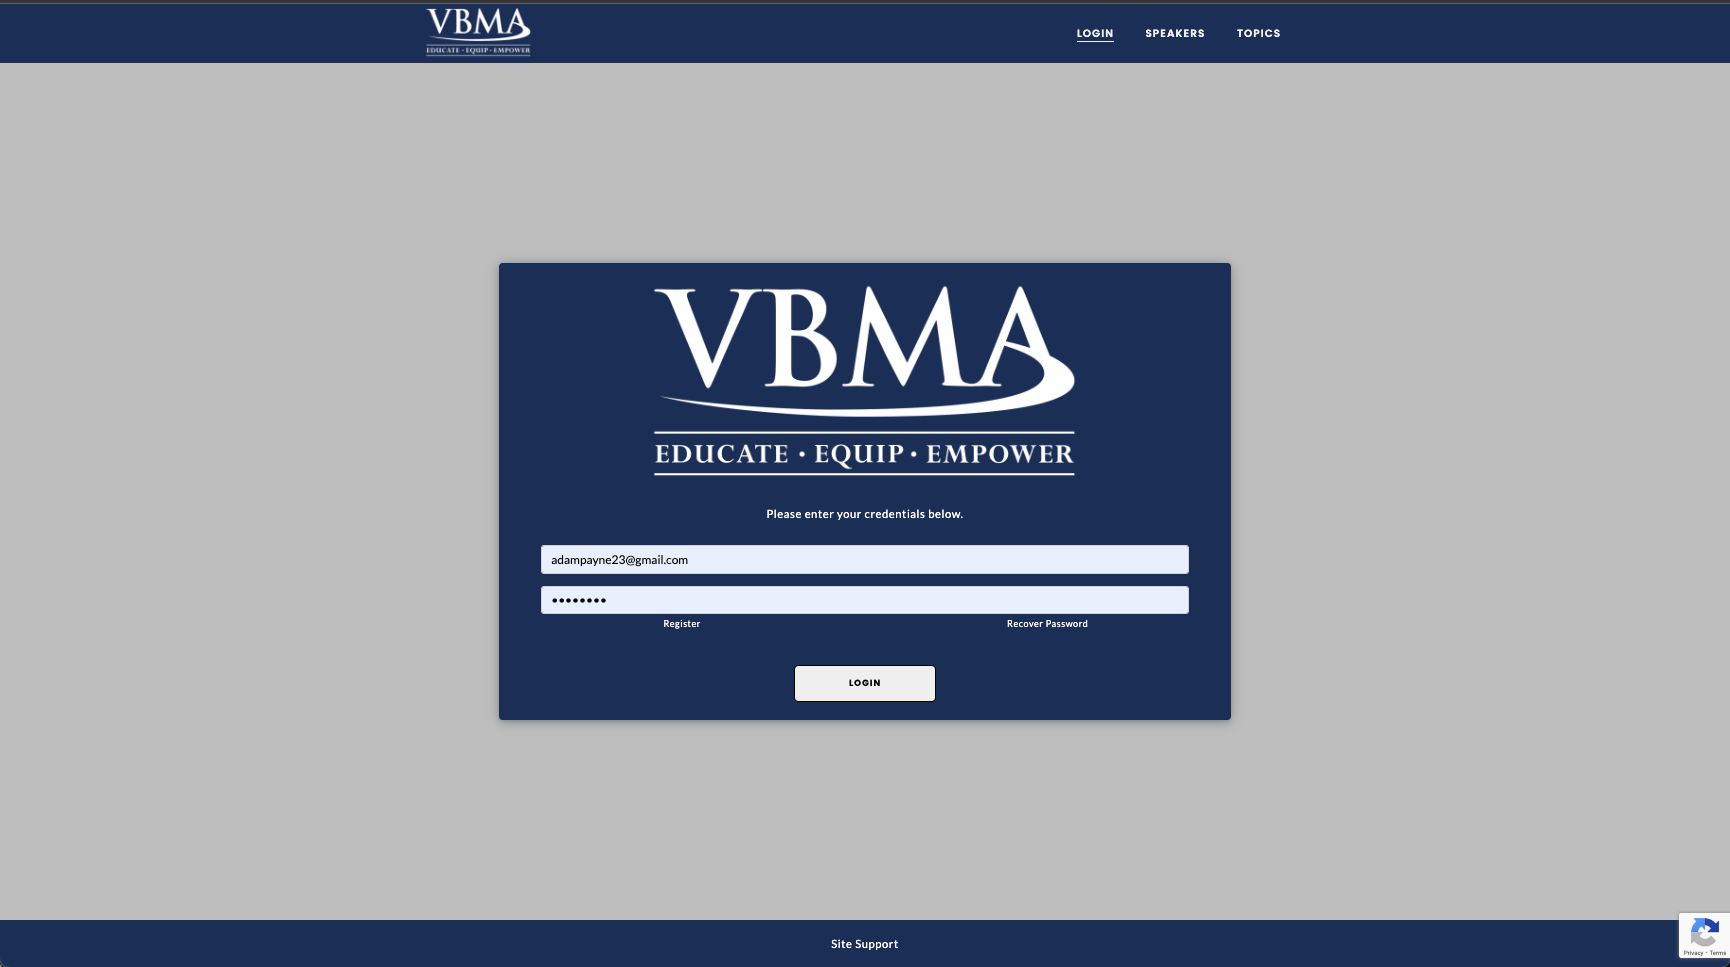 VBMA
EDUCATE · EQUIP · EMPOWER
LOGIN
SPEAKERS
TOPICS
VBMA
EDUCATE · EQUIP · EMPOWER
Please enter your credentials below.
adampayne23@gmail.com
••••••••
Register
Recover Password
LOGIN
Site Support
Privacy - Terms